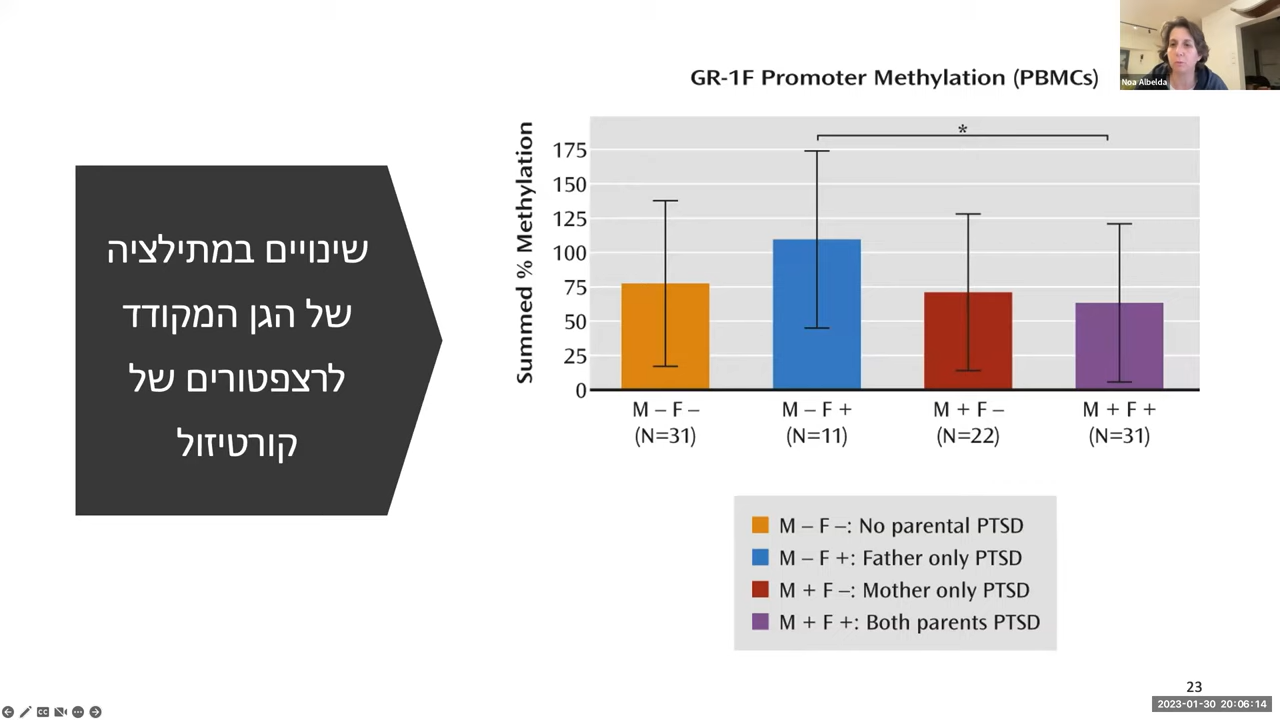 Noa Albelda
GR-1F Promoter Methylation (PBMCs)
שינויים במתילציה
של הגן המקודד
לרצפטורים של
קורטיזול
Summed % Methylation
175
150
125
100
75
50
25
0
*
M – F –
(N=31)
M – F +
(N=11)
M + F –
(N=22)
M + F +
(N=31)
M – F –: No parental PTSD
M – F +: Father only PTSD
M + F –: Mother only PTSD
M + F +: Both parents PTSD
23
2023-01-30 20:06:14